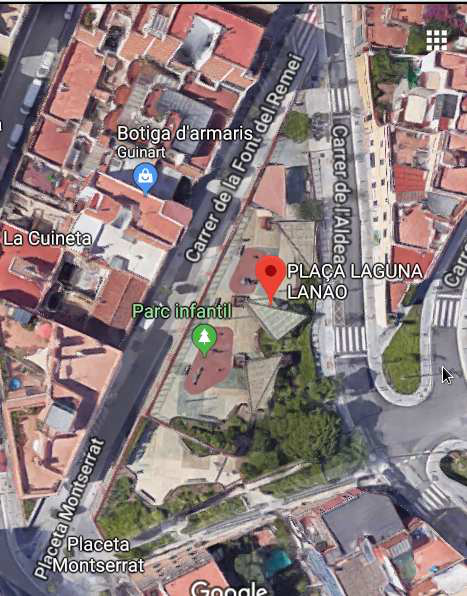 Botiga d'armaris
Guinart
Carrer de la Font del Remei
Carrer de l'Aldea
La Cuineta
PLAÇA LAGUNA
LANAO
Carr
Parc infantil
Placeta Montserrat
Placeta
Montserrat
Google